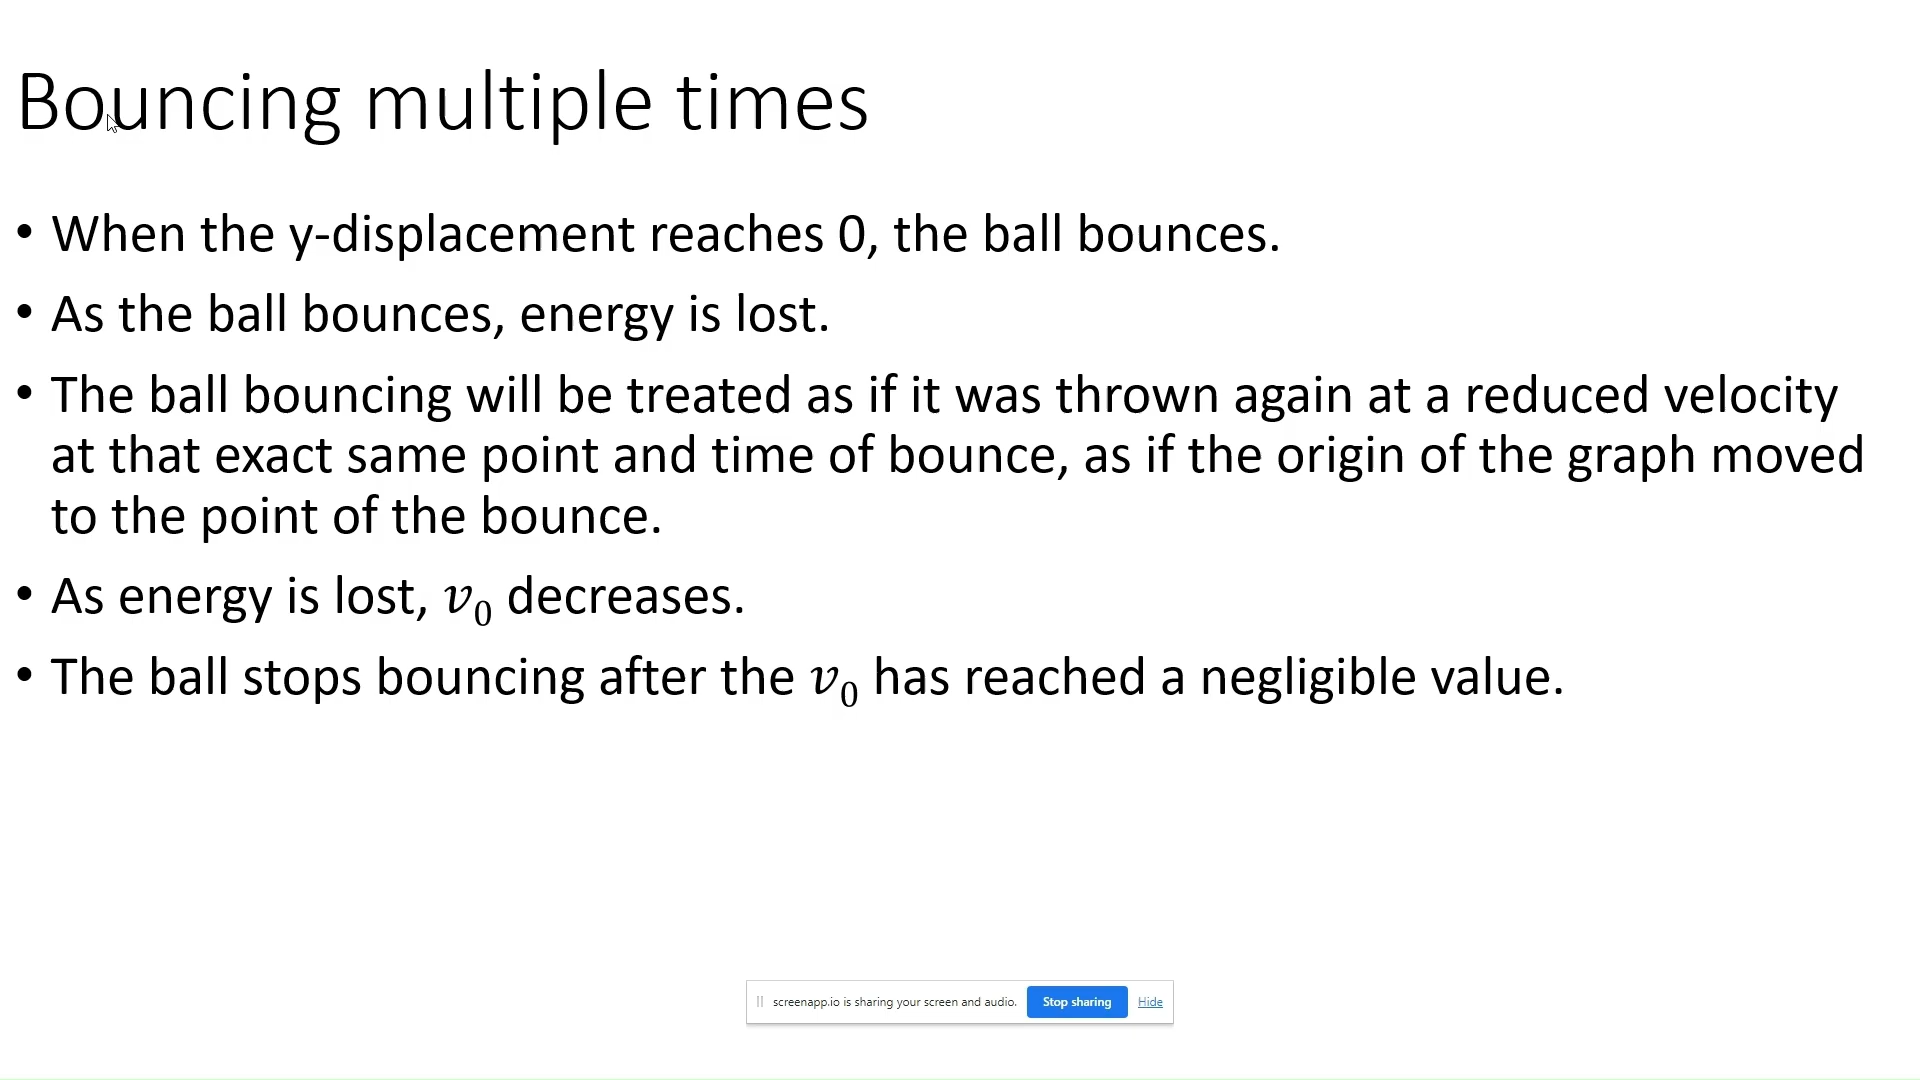 Bouncing multiple times
• When the y-displacement reaches 0, the ball bounces.
• As the ball bounces, energy is lost.
• The ball bouncing will be treated as if it was thrown again at a reduced velocity
at that exact same point and time of bounce, as if the origin of the graph moved
to the point of the bounce.
• As energy is lost, 𝑣₀ decreases.
• The ball stops bouncing after the 𝑣₀ has reached a negligible value.
screenapp.io is sharing your screen and audio. Stop sharing Hide